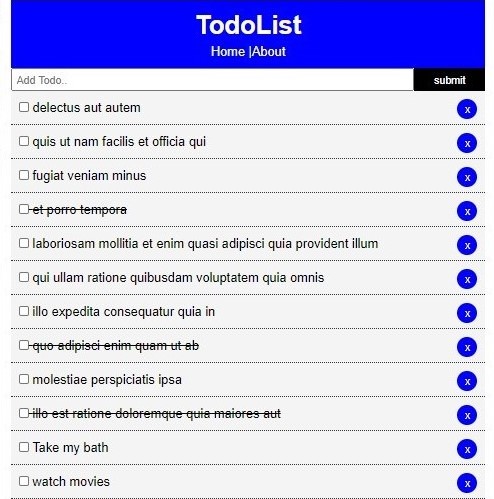 TodoList
Home |About
Add Todo.. submit
delectus aut autem x
quis ut nam facilis et officia qui x
fugiat veniam minus x
et porro tempora x
laboriosam mollitia et enim quasi adipisci quia provident illum x
qui ullam ratione quibusdam voluptatem quia omnis x
illo expedita consequatur quia in x
quo adipisci enim quam ut ab x
molestiae perspiciatis ipsa x
illo est ratione doloremque quia maiores aut x
Take my bath x
watch movies x